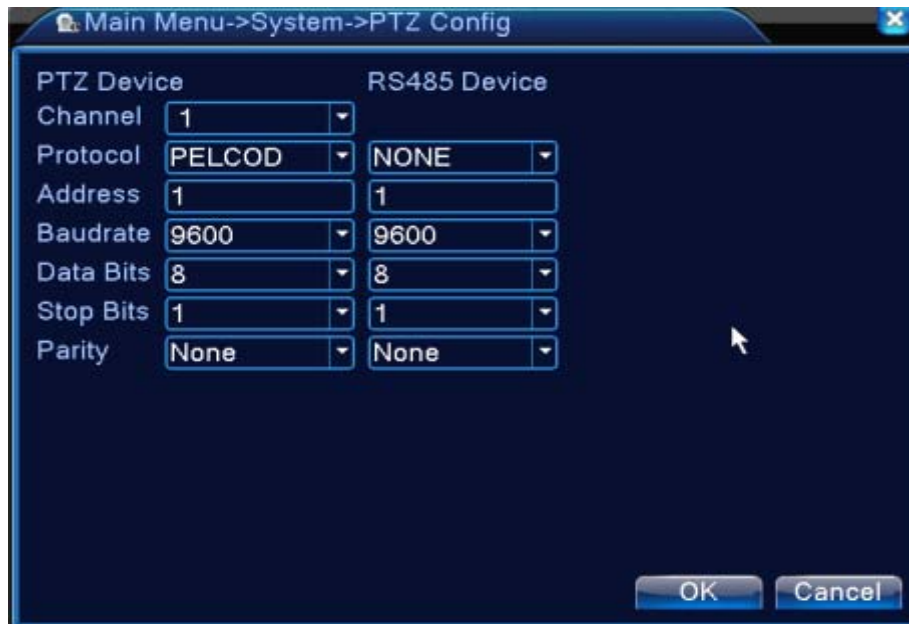 Main Menu->System->PTZ Config
PTZ Device RS485 Device
Channel 1
Protocol PELCOD NONE
Address 1 1
Baudrate 9600 9600
Data Bits 8 8
Stop Bits 1 1
Parity None None
OK Cancel